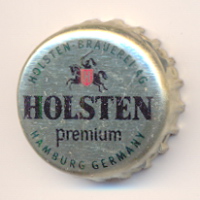 HOLSTEN-BRAUEREI AG
HOLSTEN
premium
HAMBURG GERMANY